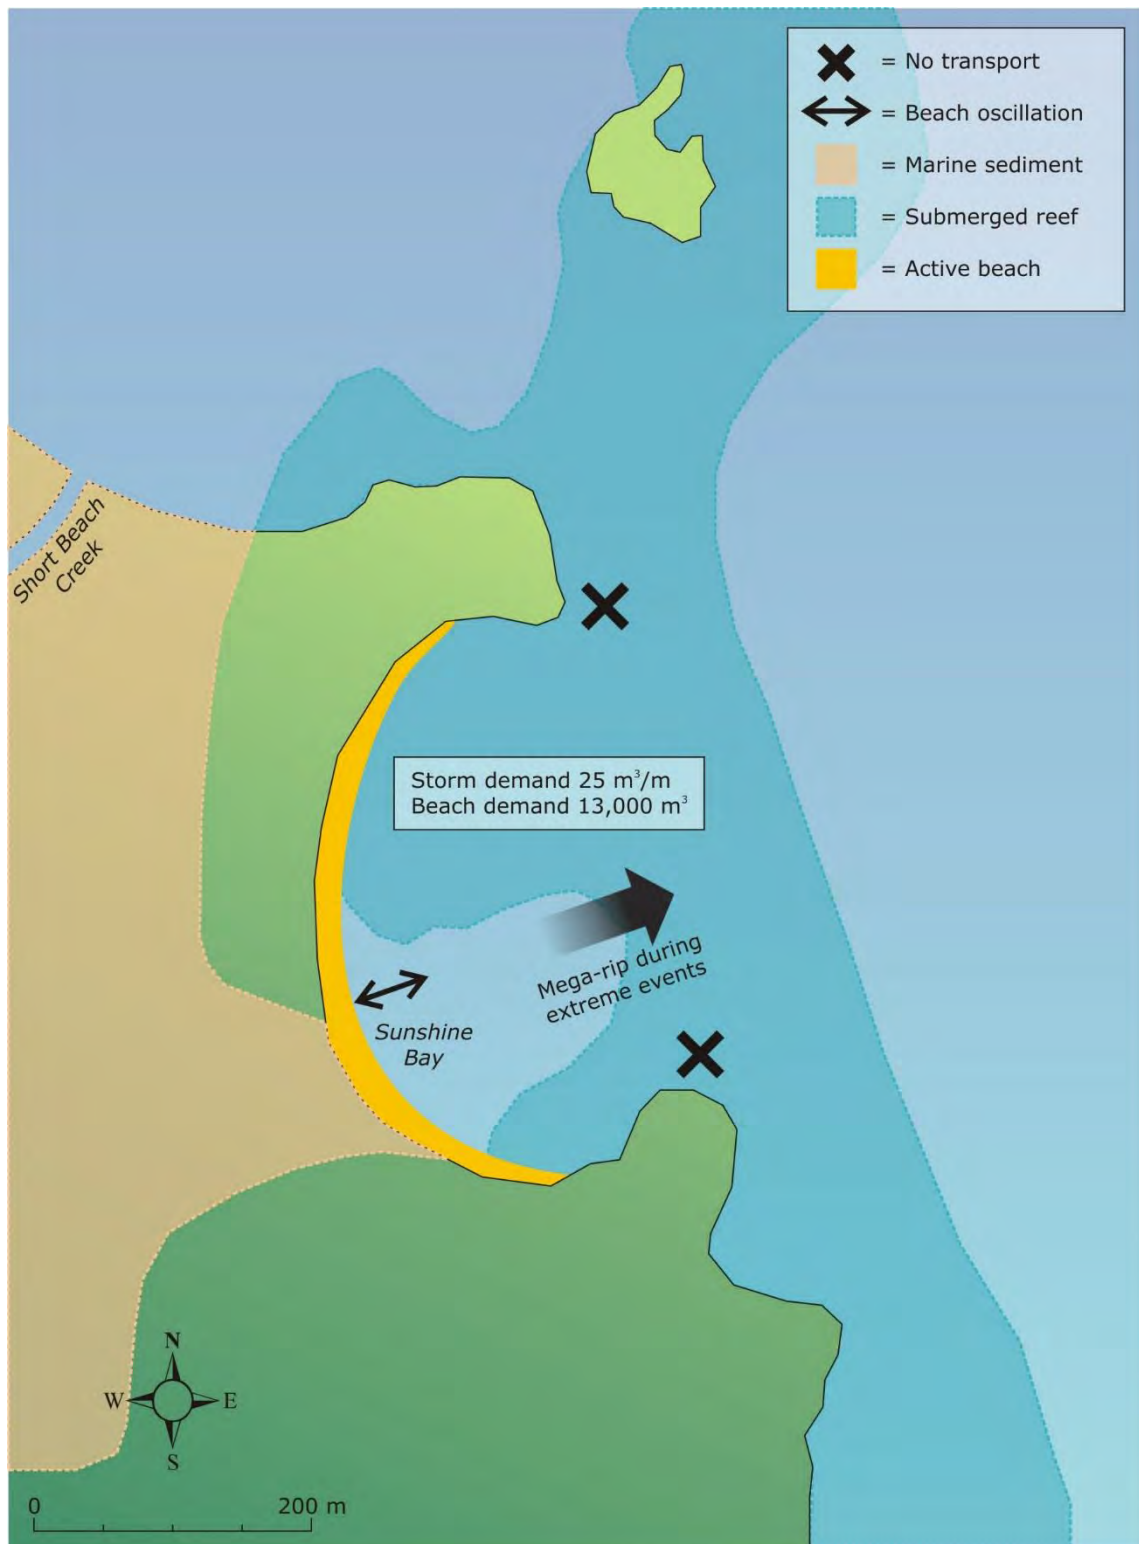 = No transport
= Beach oscillation
= Marine sediment
= Submerged reef
= Active beach
Short Beach
Creek
Storm demand 25 m³/m
Beach demand 13,000 m³
Mega-rip during
extreme events
Sunshine
Bay
N
W
E
S
0
200 m